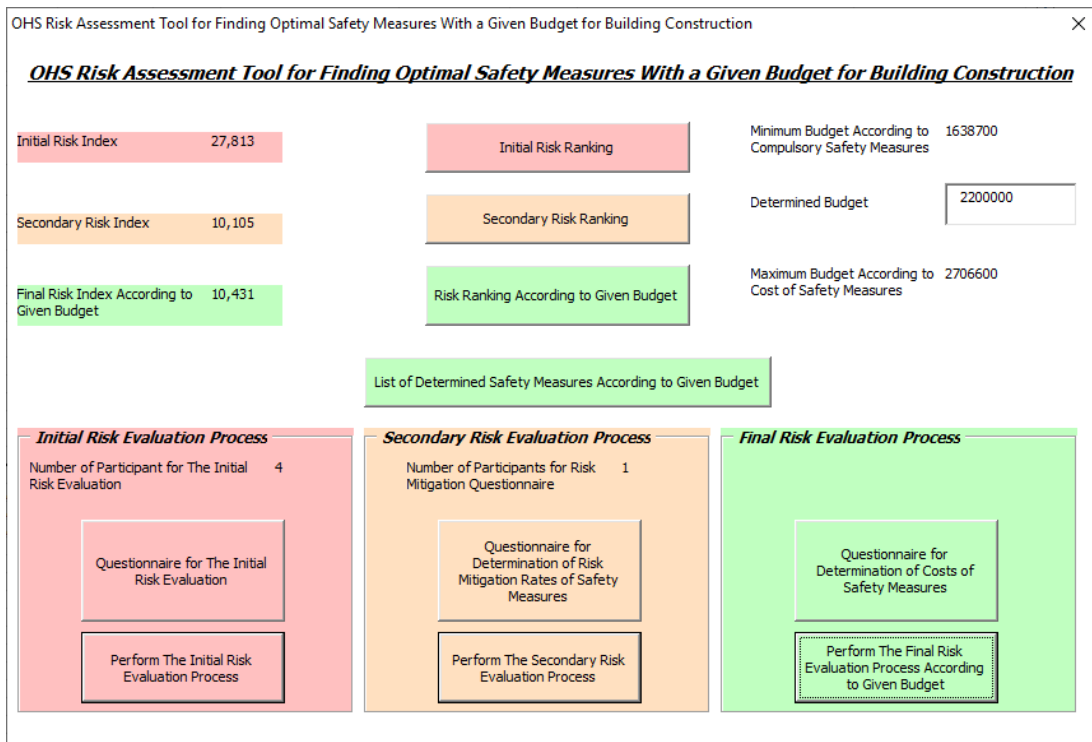 OHS Risk Assessment Tool for Finding Optimal Safety Measures With a Given Budget for Building Construction
OHS Risk Assessment Tool for Finding Optimal Safety Measures With a Given Budget for Building Construction
Initial Risk Index 27,813
Initial Risk Ranking
Minimum Budget According to 1638700
Compulsory Safety Measures
Secondary Risk Index 10,105
Secondary Risk Ranking
Determined Budget 2200000
Final Risk Index According to 10,431
Given Budget
Risk Ranking According to Given Budget
Maximum Budget According to 2706600
Cost of Safety Measures
List of Determined Safety Measures According to Given Budget
Initial Risk Evaluation Process
Number of Participant for The Initial 4
Risk Evaluation
Questionnaire for The Initial
Risk Evaluation
Perform The Initial Risk
Evaluation Process
Secondary Risk Evaluation Process
Number of Participants for Risk 1
Mitigation Questionnaire
Questionnaire for
Determination of Risk
Mitigation Rates of Safety
Measures
Perform The Secondary Risk
Evaluation Process
Final Risk Evaluation Process
Questionnaire for
Determination of Costs of
Safety Measures
Perform The Final Risk
Evaluation Process According
to Given Budget